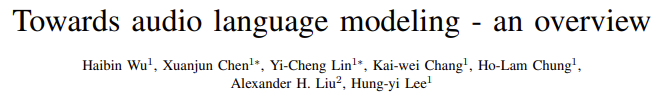 Towards audio language modeling - an overview
Haibin Wu¹, Xuanjun Chen¹*, Yi-Cheng Lin¹*, Kai-wei Chang¹, Ho-Lam Chung¹,
Alexander H. Liu², Hung-yi Lee¹